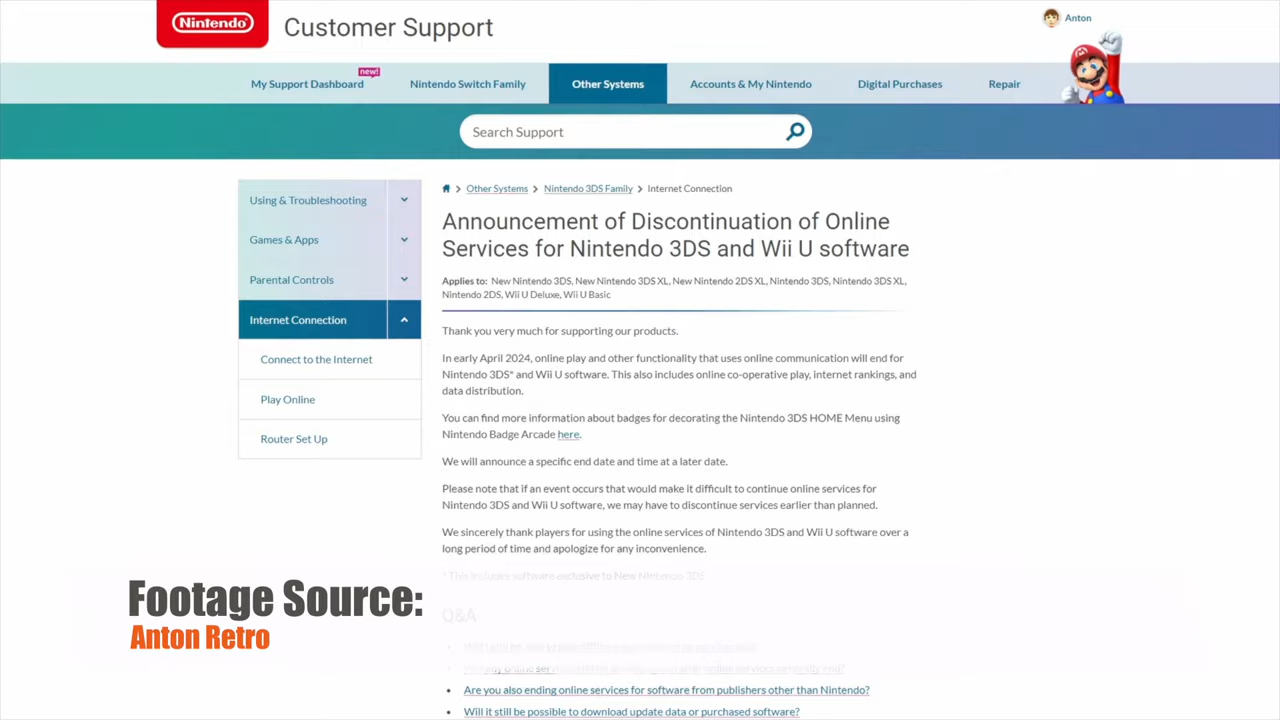 Nintendo
Customer Support
Anton
My Support Dashboard
new!
Nintendo Switch Family
Other Systems
Accounts & My Nintendo
Digital Purchases
Repair
Search Support
Using & Troubleshooting
Games & Apps
Parental Controls
Internet Connection
Connect to the Internet
Play Online
Router Set Up
Other Systems
Nintendo 3DS Family
Internet Connection
Announcement of Discontinuation of Online
Services for Nintendo 3DS and Wii U software
Applies to: New Nintendo 3DS, New Nintendo 3DS XL, New Nintendo 2DS XL, Nintendo 3DS, Nintendo 3DS XL,
Nintendo 2DS, Wii U Deluxe, Wii U Basic
Thank you very much for supporting our products.
In early April 2024, online play and other functionality that uses online communication will end for
Nintendo 3DS* and Wii U software. This also includes online co-operative play, internet rankings, and
data distribution.
You can find more information about badges for decorating the Nintendo 3DS HOME Menu using
Nintendo Badge Arcade here.
We will announce a specific end date and time at a later date.
Please note that if an event occurs that would make it difficult to continue online services for
Nintendo 3DS and Wii U software, we may have to discontinue services earlier than planned.
We sincerely thank players for using the online services of Nintendo 3DS and Wii U software over a
long period of time and apologize for any inconvenience.
* This includes software exclusive to New Nintendo 3DS
Q&A
Are you also ending online services for software from publishers other than Nintendo?
Will it still be possible to download update data or purchased software?
Footage Source:
Anton Retro